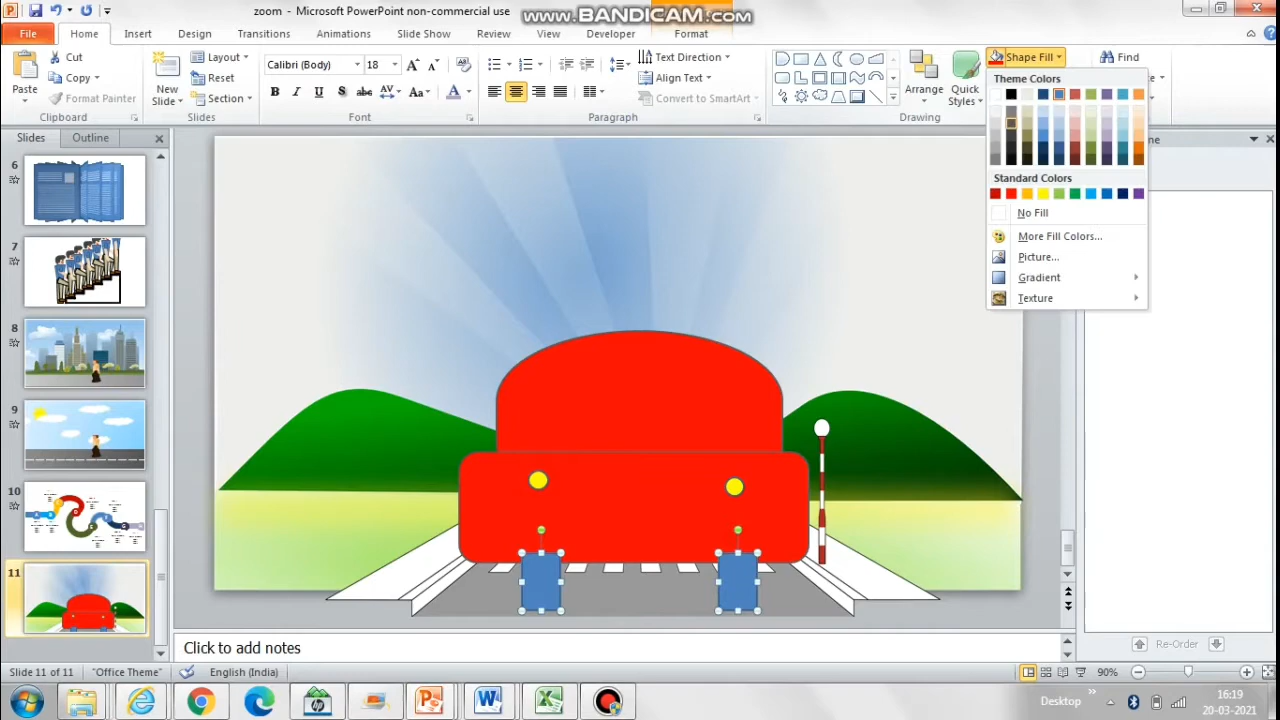 zoom - Microsoft PowerPoint non-commercial use
www.BANDICAM.com
File Home Insert Design Transitions Animations Slide Show Review View Developer Format
Paste
Cut
Copy
Format Painter
Clipboard
New Slide
Layout
Reset
Section
Slides
Calibri (Body) 18
B I U S abc AV Aa A
Font
Text Direction
Align Text
Convert to SmartArt
Paragraph
Arrange
Quick Styles
Drawing
Shape Fill
Find
Theme Colors
Standard Colors
No Fill
More Fill Colors...
Picture...
Gradient
Texture
Slides Outline
6
7
8
9
10
11
Click to add notes
Re-Order
Slide 11 of 11 "Office Theme" English (India) 90%
Desktop
16:19
20-03-2021